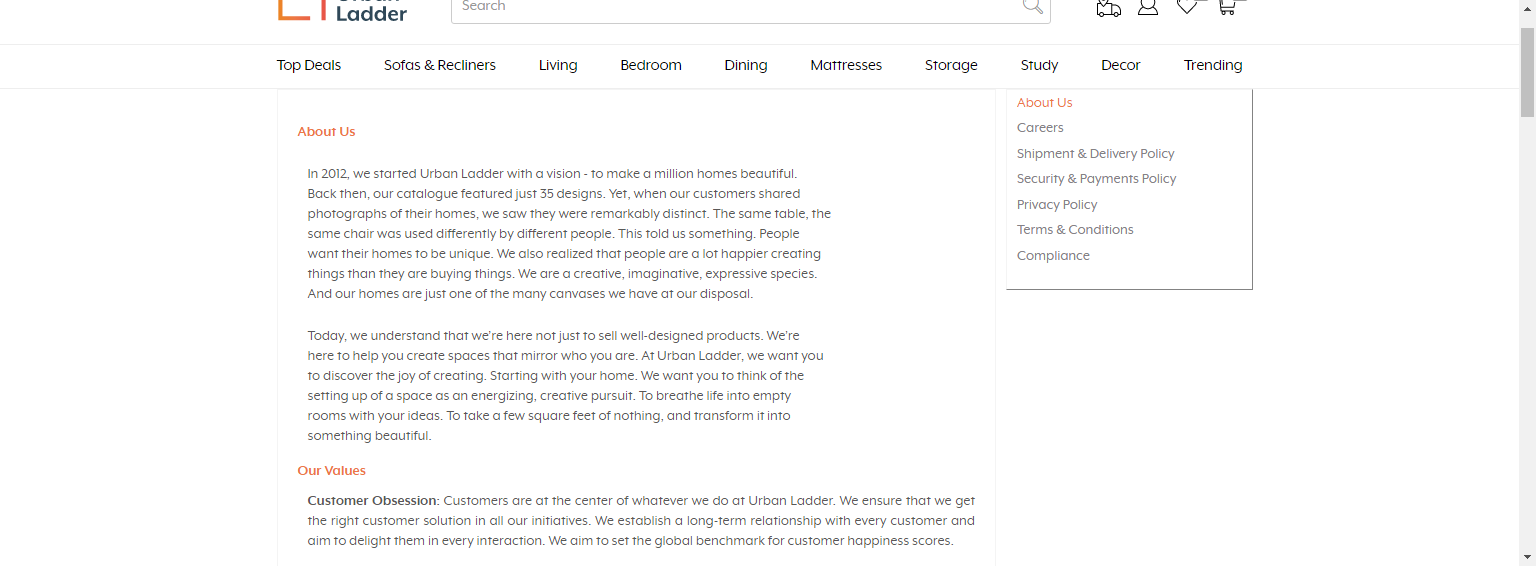 Ladder
Search
Top Deals Sofas & Recliners Living Bedroom Dining Mattresses Storage Study Decor Trending
About Us
In 2012, we started Urban Ladder with a vision - to make a million homes beautiful.
Back then, our catalogue featured just 35 designs. Yet, when our customers shared
photographs of their homes, we saw they were remarkably distinct. The same table, the
same chair was used differently by different people. This told us something. People
want their homes to be unique. We also realized that people are a lot happier creating
things than they are buying things. We are a creative, imaginative, expressive species.
And our homes are just one of the many canvases we have at our disposal.
Today, we understand that we're here not just to sell well-designed products. We're
here to help you create spaces that mirror who you are. At Urban Ladder, we want you
to discover the joy of creating. Starting with your home. We want you to think of the
setting up of a space as an energizing, creative pursuit. To breathe life into empty
rooms with your ideas. To take a few square feet of nothing, and transform it into
something beautiful.
Our Values
Customer Obsession: Customers are at the center of whatever we do at Urban Ladder. We ensure that we get
the right customer solution in all our initiatives. We establish a long-term relationship with every customer and
aim to delight them in every interaction. We aim to set the global benchmark for customer happiness scores.
About Us
Careers
Shipment & Delivery Policy
Security & Payments Policy
Privacy Policy
Terms & Conditions
Compliance